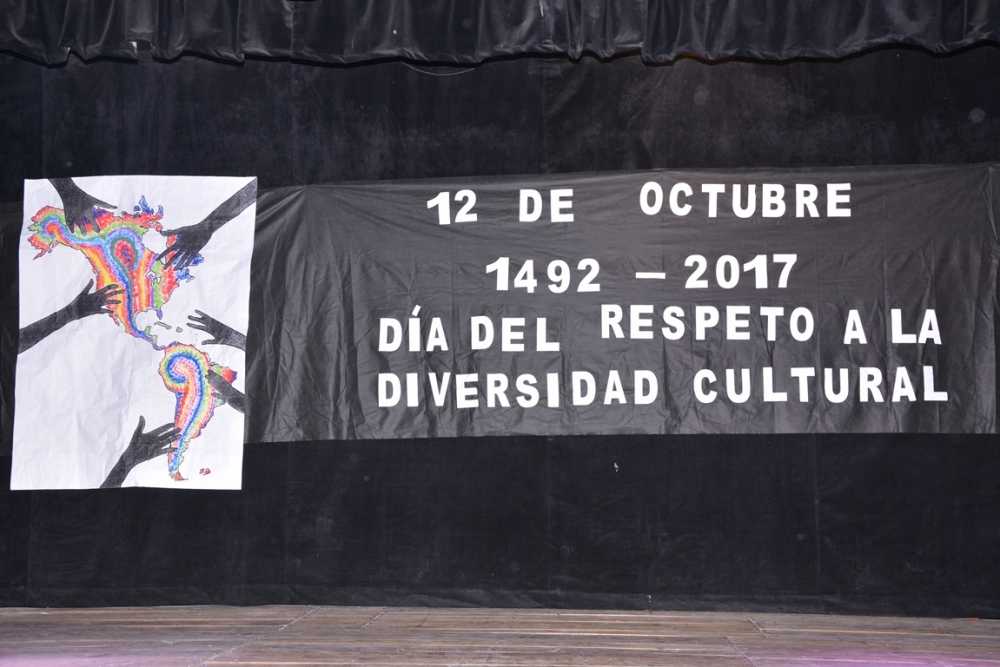 12 DE OCTUBRE
1492 – 2017
DÍA DEL RESPETO A LA
DIVERSIDAD CULTURAL